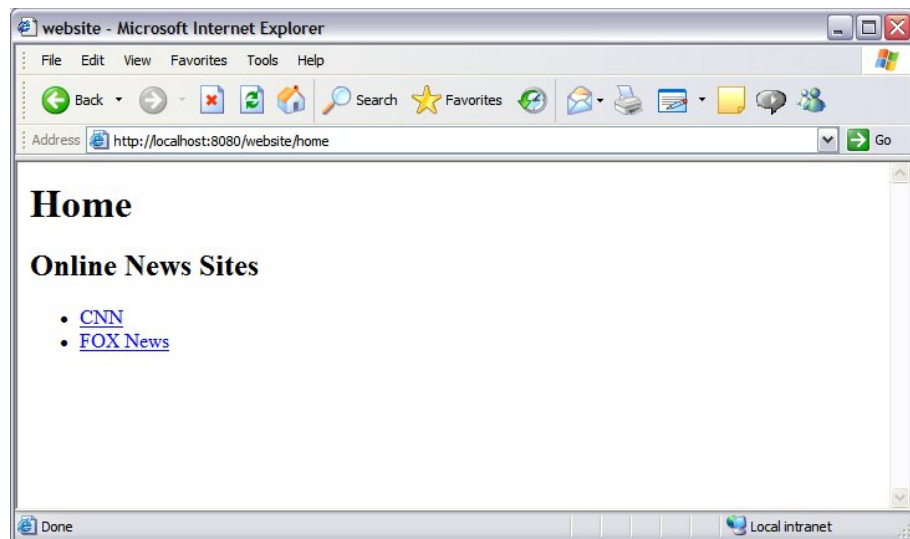 website - Microsoft Internet Explorer
File Edit View Favorites Tools Help
Back Search Favorites
Address http://localhost:8080/website/home Go
Home
Online News Sites
• CNN
• FOX News
Done Local intranet